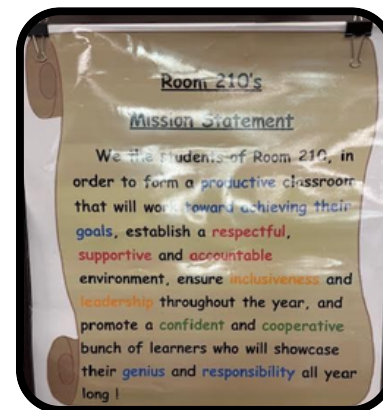 Room 210's
Mission Statement
We the students of Room 210, in
order to form a productive classroom
that will work toward achieving their
goals, establish a respectful,
supportive and accountable
environment, ensure inclusiveness and
leadership throughout the year, and
promote a confident and cooperative
bunch of learners who will showcase
their genius and responsibility all year
long !